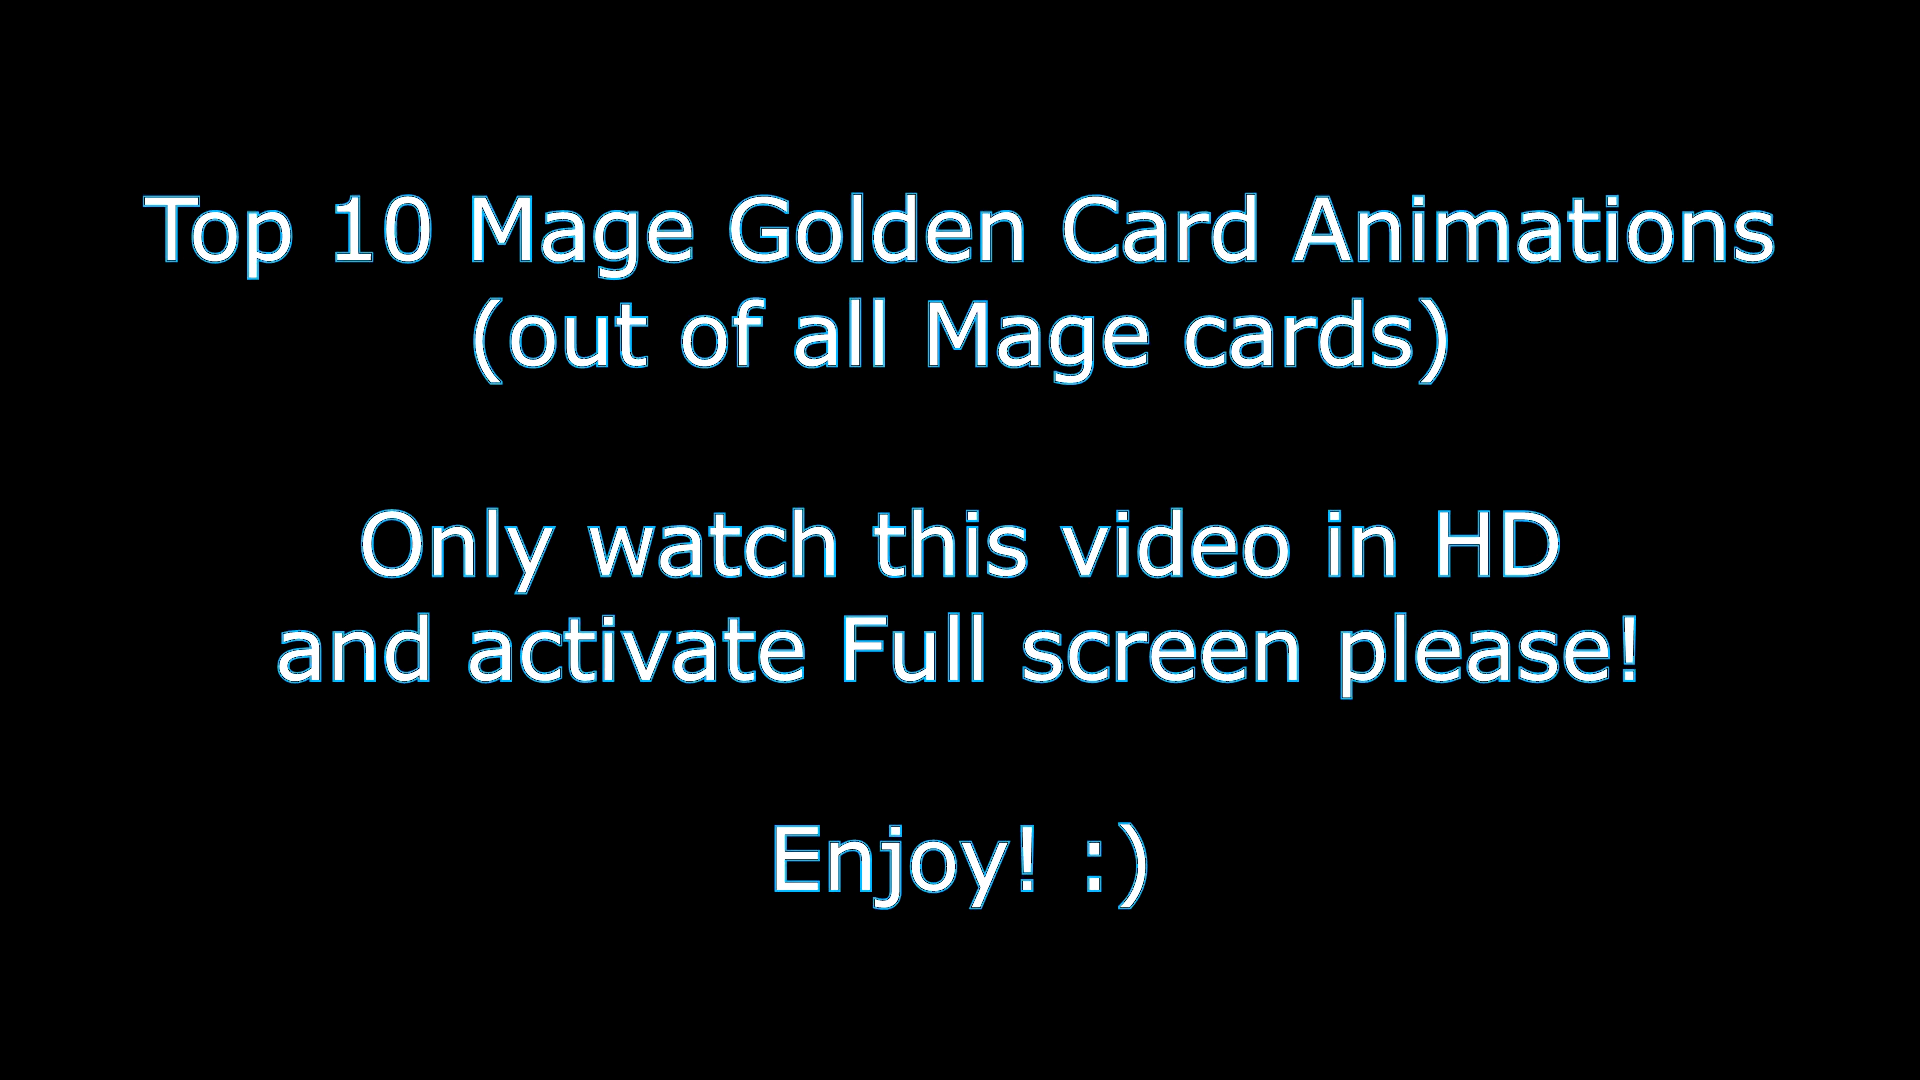 Top 10 Mage Golden Card Animations
(out of all Mage cards)
Only watch this video in HD
and activate Full screen please!
Enjoy! :)